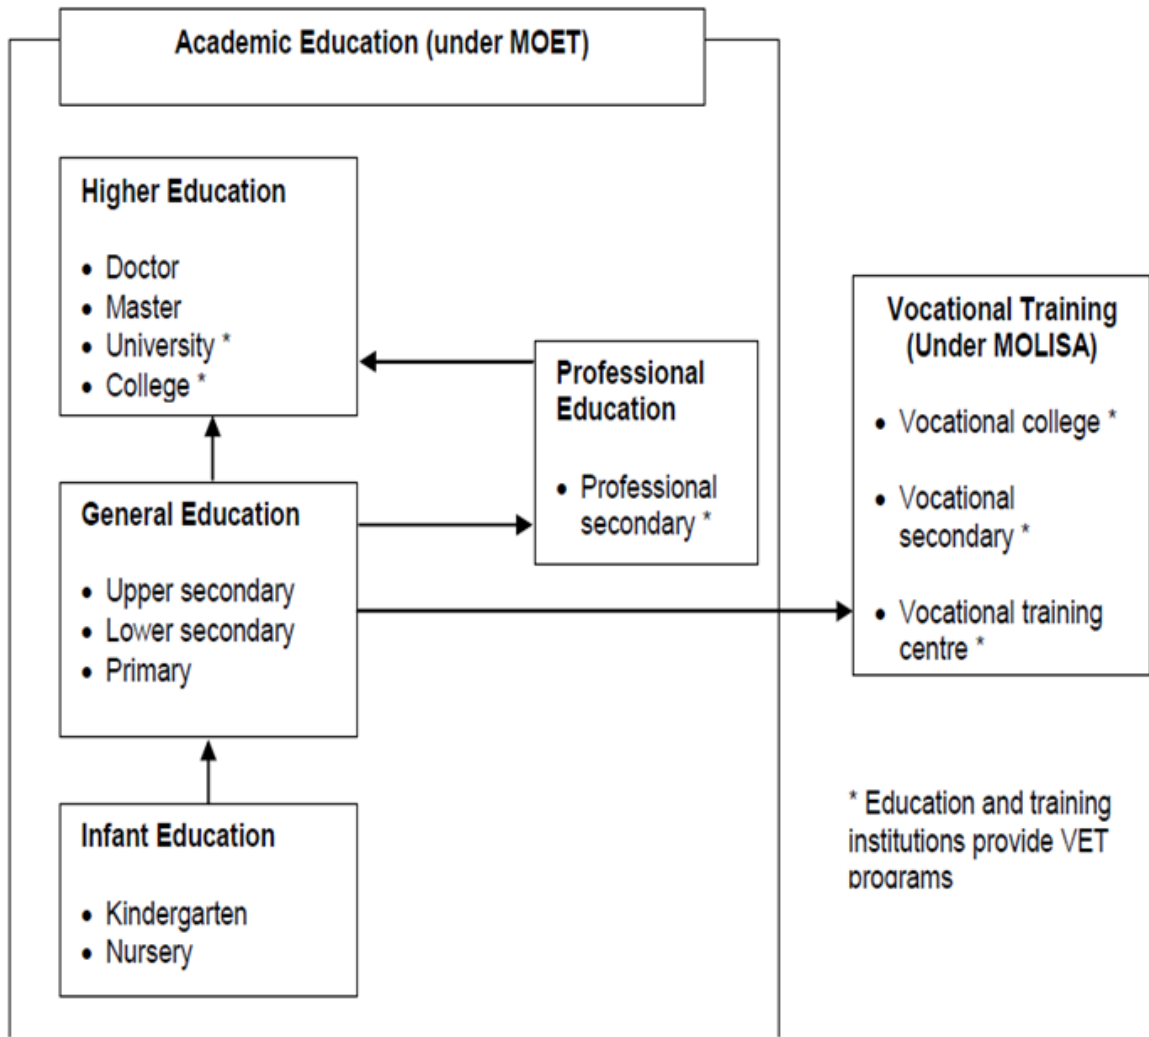 Academic Education (under MOET)
Higher Education
• Doctor
• Master
• University *
• College *
Professional
Education
• Professional
secondary *
General Education
• Upper secondary
• Lower secondary
• Primary
Infant Education
• Kindergarten
• Nursery
Vocational Training
(Under MOLISA)
• Vocational college *
• Vocational
secondary *
• Vocational training
centre *
* Education and training
institutions provide VET
programs